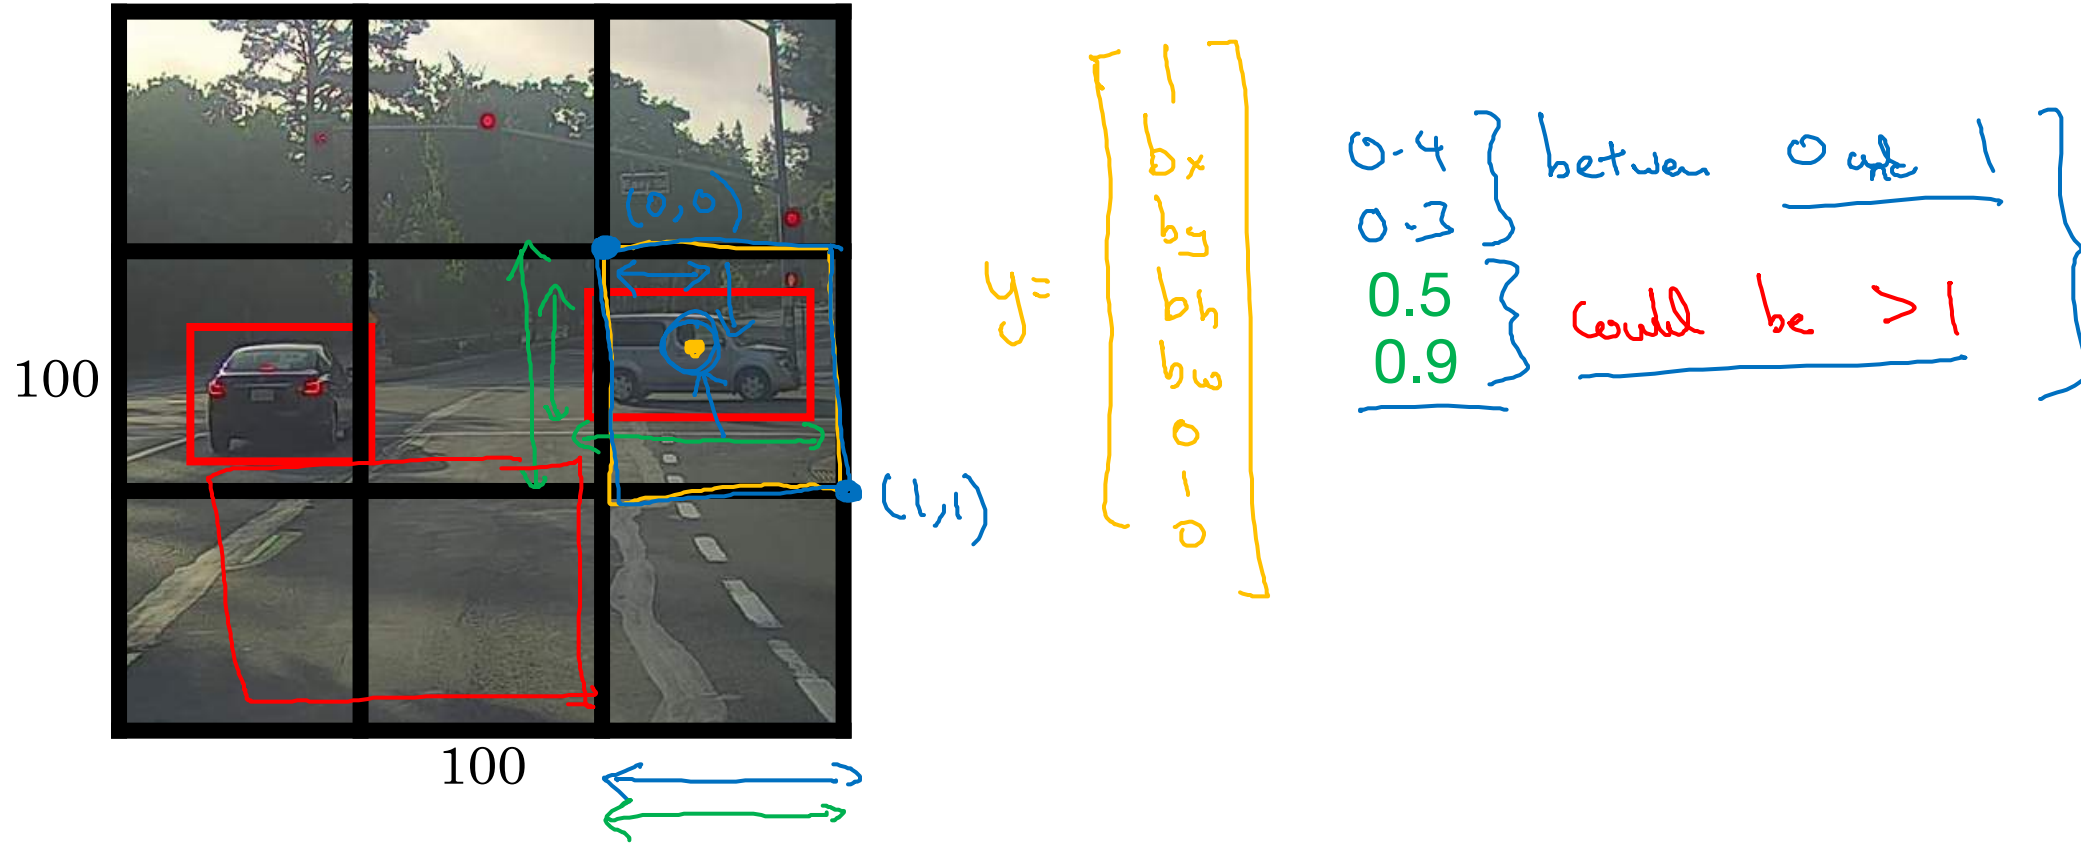 (0,0)
100
100
(1,1)
y =
1
bx
by
bh
bw
0
1
0
0.4
0.3
between 0 and 1
0.5
0.9
could be > 1